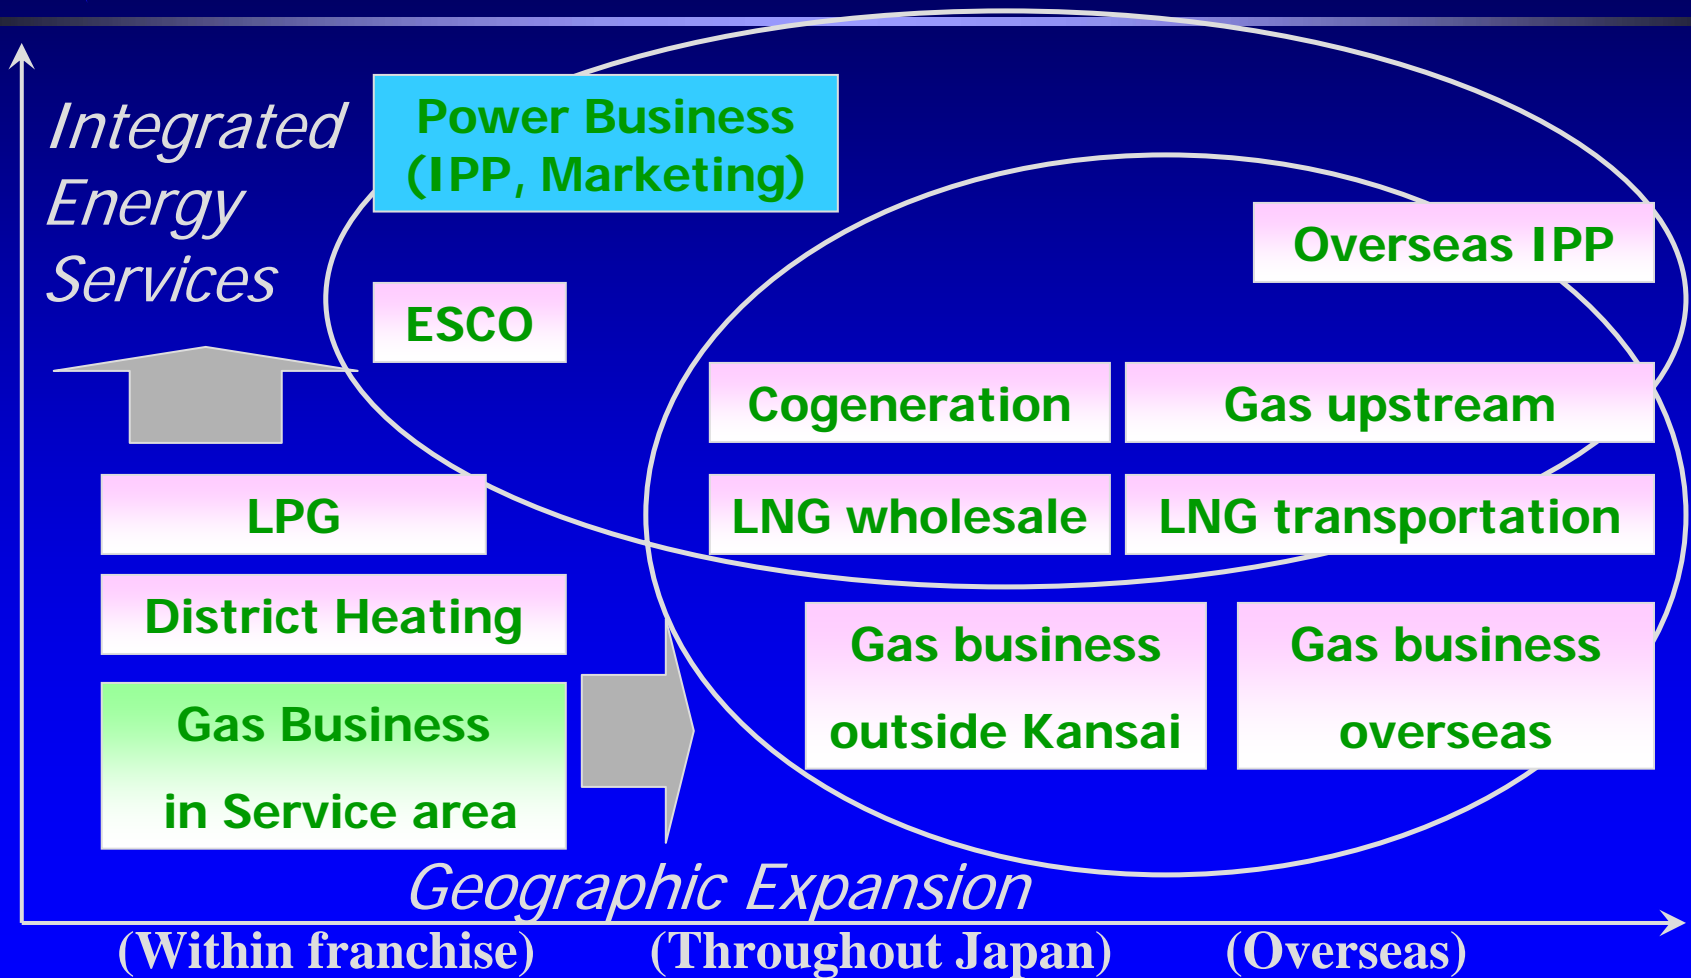 Integrated
Energy
Services
Power Business
(IPP, Marketing)
Overseas IPP
ESCO
Cogeneration
Gas upstream
LPG
LNG wholesale
LNG transportation
District Heating
Gas Business
in Service area
Gas business
outside Kansai
Gas business
overseas
Geographic Expansion
(Within franchise)
(Throughout Japan)
(Overseas)